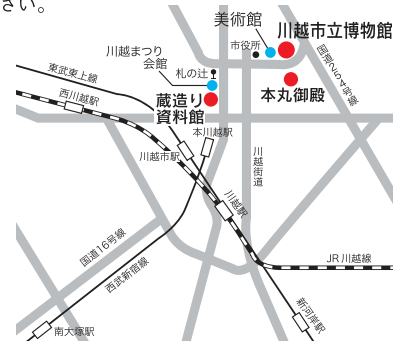 さい。
美術館
川越市立博物館
市役所
川越まつり
会館
札の辻
国道254号線
東武東上線
蔵造り
資料館
本丸御殿
西川越駅
本川越駅
川越市駅
川越街道
川越駅
国道16号線
西武新宿線
JR川越線
新河岸駅
南大塚駅